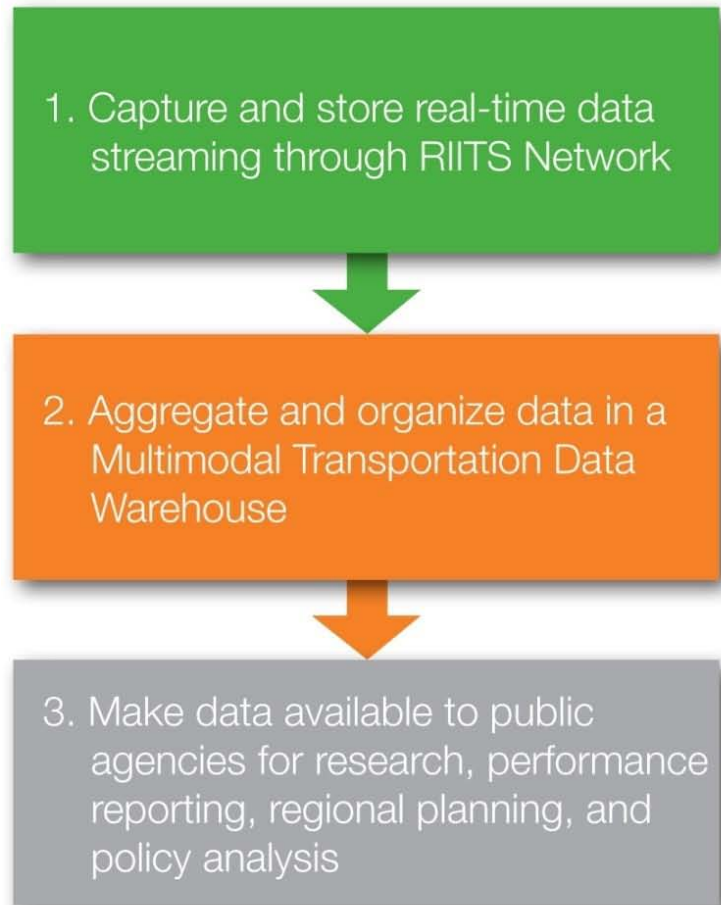 1. Capture and store real-time data
streaming through RIITS Network
2. Aggregate and organize data in a
Multimodal Transportation Data
Warehouse
3. Make data available to public
agencies for research, performance
reporting, regional planning, and
policy analysis